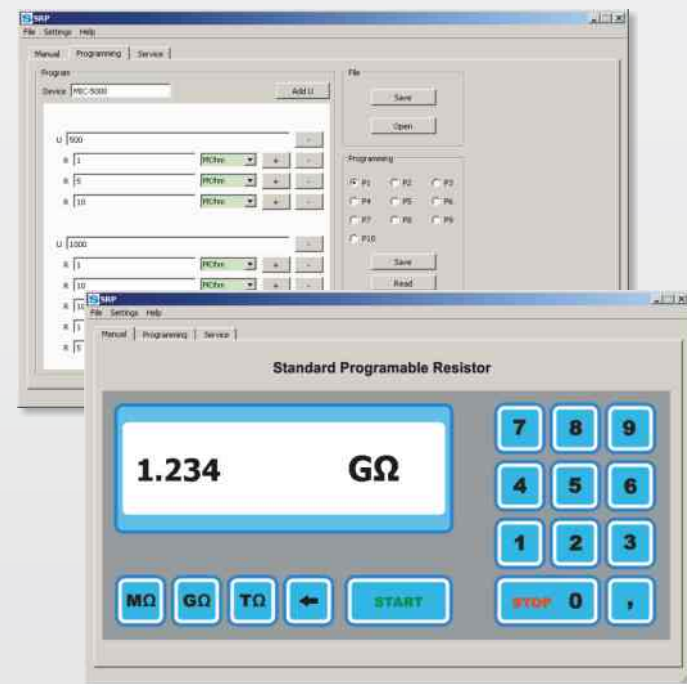 SRP
File Settings Help
Manual Programming Service
Program
Device MIC-5000 Add U
U 500 -
R 1 MOhm + -
R 5 MOhm + -
R 10 MOhm + -
U 1000 -
R 1 MOhm + -
R 10 MOhm + -
R
R 1
R 5
File
Save
Open
Programming
P1 P2 P3
P4 P5 P6
P7 P8 P9
P10
Save
Read
SRP
File Settings Help
Manual Programming Service
Standard Programable Resistor
1.234 GΩ
7 8 9
4 5 6
1 2 3
MΩ GΩ TΩ ← START STOP 0 ,